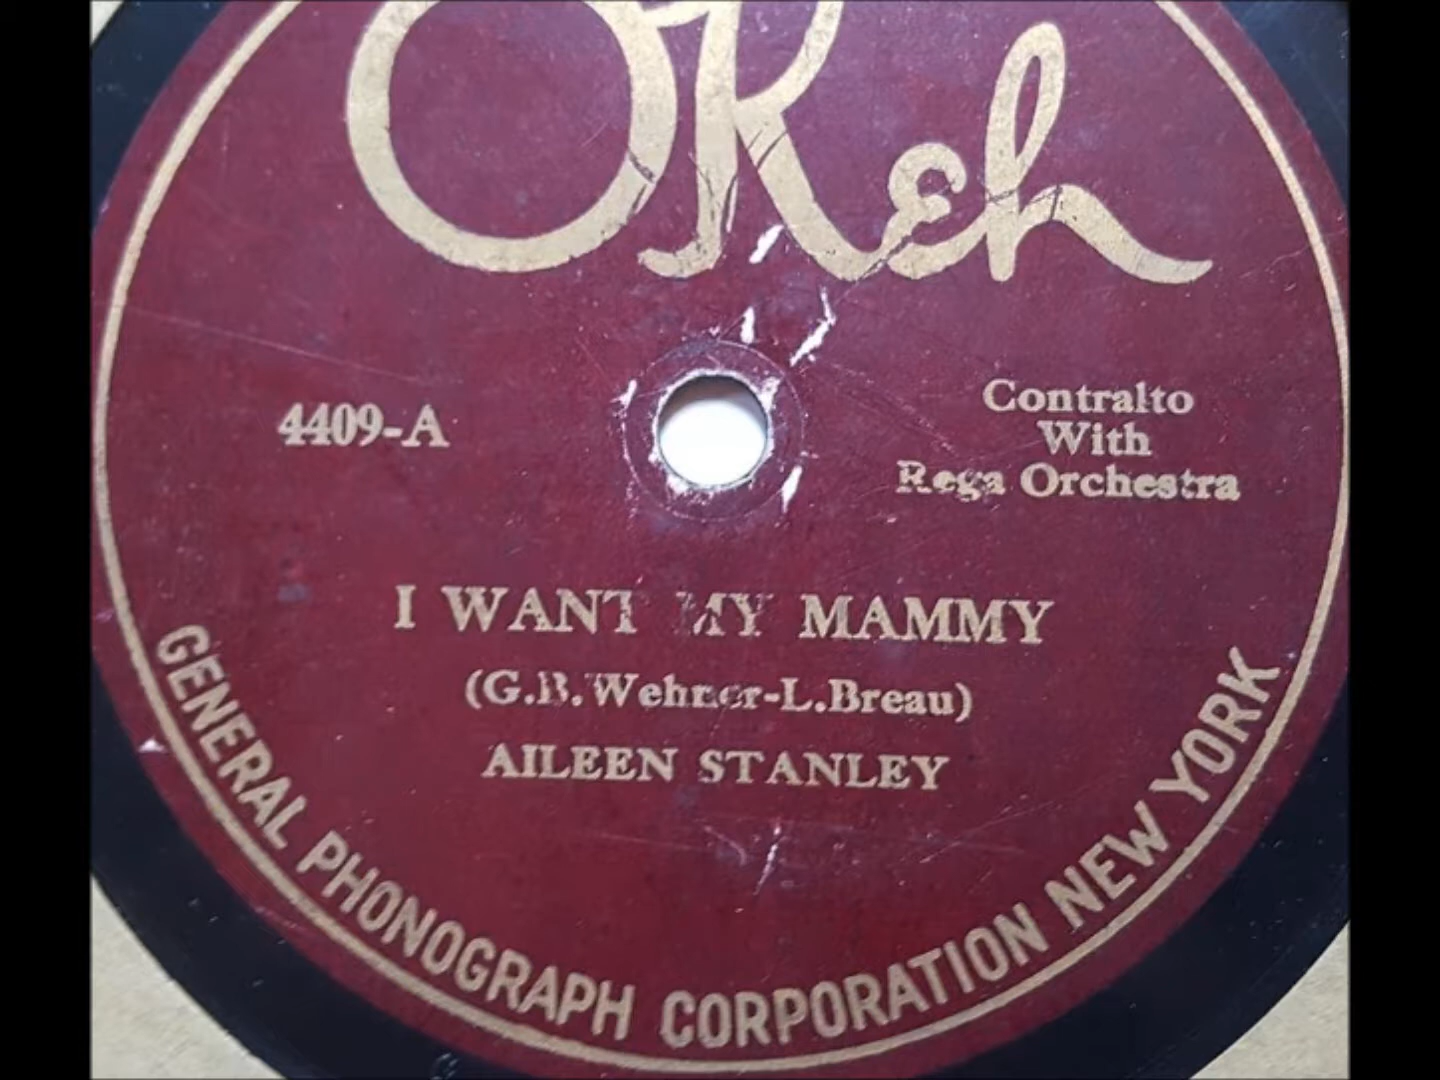 OKeh
4409-A
Contralto
With
Rega Orchestra
I WANT MY MAMMY
(G.B.Wehner-L.Breau)
AILEEN STANLEY
GENERAL PHONOGRAPH CORPORATION NEW YORK